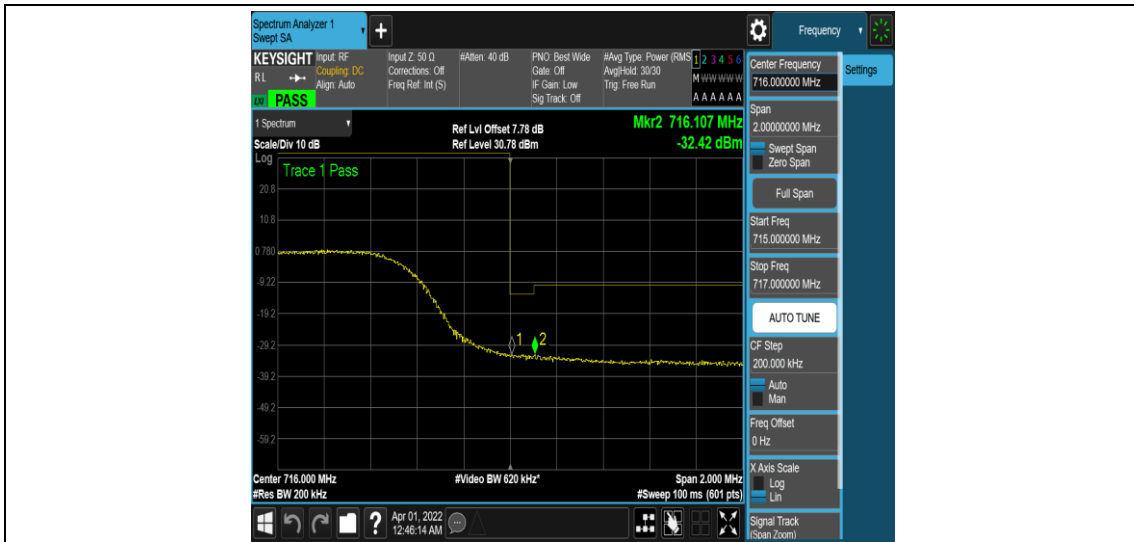 Spectrum Analyzer 1
Swept SA
Frequency
KEYSIGHT
Input: RF
Coupling: DC
Align: Auto
Input Z: 50 Ω
Corrections: Off
Freq Ref: Int (S)
#Atten: 40 dB
PNO: Best Wide
Gate: Off
IF Gain: Low
Sig Track: Off
#Avg Type: Power (RMS
Avg|Hold: 30/30
Trig: Free Run
1 2 3 4 5 6
M W W W W W
A A A A A A
R L
PASS
Center Frequency
716.000000 MHz
Settings
1 Spectrum
Scale/Div 10 dB
Ref Lvl Offset 7.78 dB
Ref Level 30.78 dBm
Mkr2 716.107 MHz
-32.42 dBm
Span
2.00000000 MHz
Swept Span
Zero Span
Log
Trace 1 Pass
20.8
10.8
0.780
-9.22
-19.2
-29.2
-39.2
-49.2
-59.2
1
2
Full Span
Start Freq
715.000000 MHz
Stop Freq
717.000000 MHz
AUTO TUNE
CF Step
200.000 kHz
Auto
Man
Freq Offset
0 Hz
X Axis Scale
Log
Lin
Signal Track
(Span Zoom)
Center 716.000 MHz
#Video BW 620 kHz*
Span 2.000 MHz
#Res BW 200 kHz
#Sweep 100 ms (601 pts)
?
Apr 01, 2022
12:46:14 AM